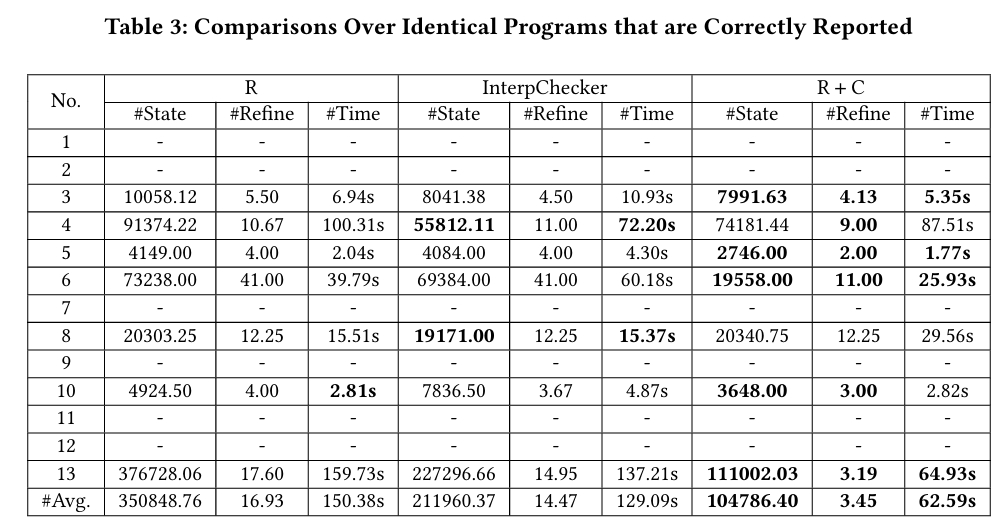 Table 3: Comparisons Over Identical Programs that are Correctly Reported
No. R InterpChecker R + C
#State #Refine #Time #State #Refine #Time #State #Refine #Time
1 - - - - - - - - -
2 - - - - - - - - -
3 10058.12 5.50 6.94s 8041.38 4.50 10.93s 7991.63 4.13 5.35s
4 91374.22 10.67 100.31s 55812.11 11.00 72.20s 74181.44 9.00 87.51s
5 4149.00 4.00 2.04s 4084.00 4.00 4.30s 2746.00 2.00 1.77s
6 73238.00 41.00 39.79s 69384.00 41.00 60.18s 19558.00 11.00 25.93s
7 - - - - - - - - -
8 20303.25 12.25 15.51s 19171.00 12.25 15.37s 20340.75 12.25 29.56s
9 - - - - - - - - -
10 4924.50 4.00 2.81s 7836.50 3.67 4.87s 3648.00 3.00 2.82s
11 - - - - - - - - -
12 - - - - - - - - -
13 376728.06 17.60 159.73s 227296.66 14.95 137.21s 111002.03 3.19 64.93s
#Avg. 350848.76 16.93 150.38s 211960.37 14.47 129.09s 104786.40 3.45 62.59s